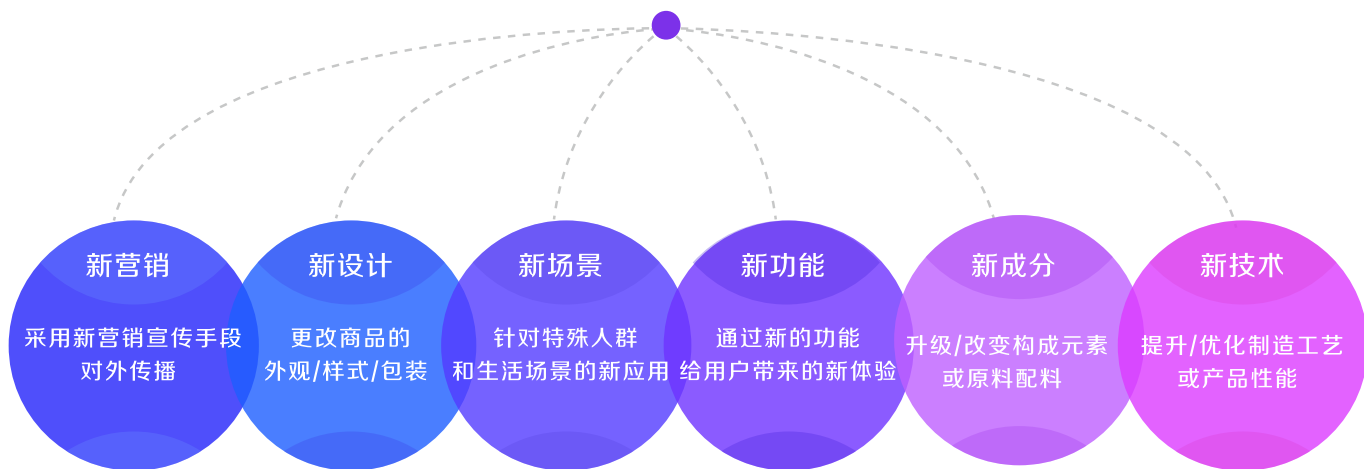 新营销
采用新营销宣传手段
对外传播
新设计
更改商品的
外观/样式/包装
新场景
针对特殊人群
和生活场景的新应用
新功能
通过新的功能
给用户带来的新体验
新成分
升级/改变构成元素
或原料配料
新技术
提升/优化制造工艺
或产品性能